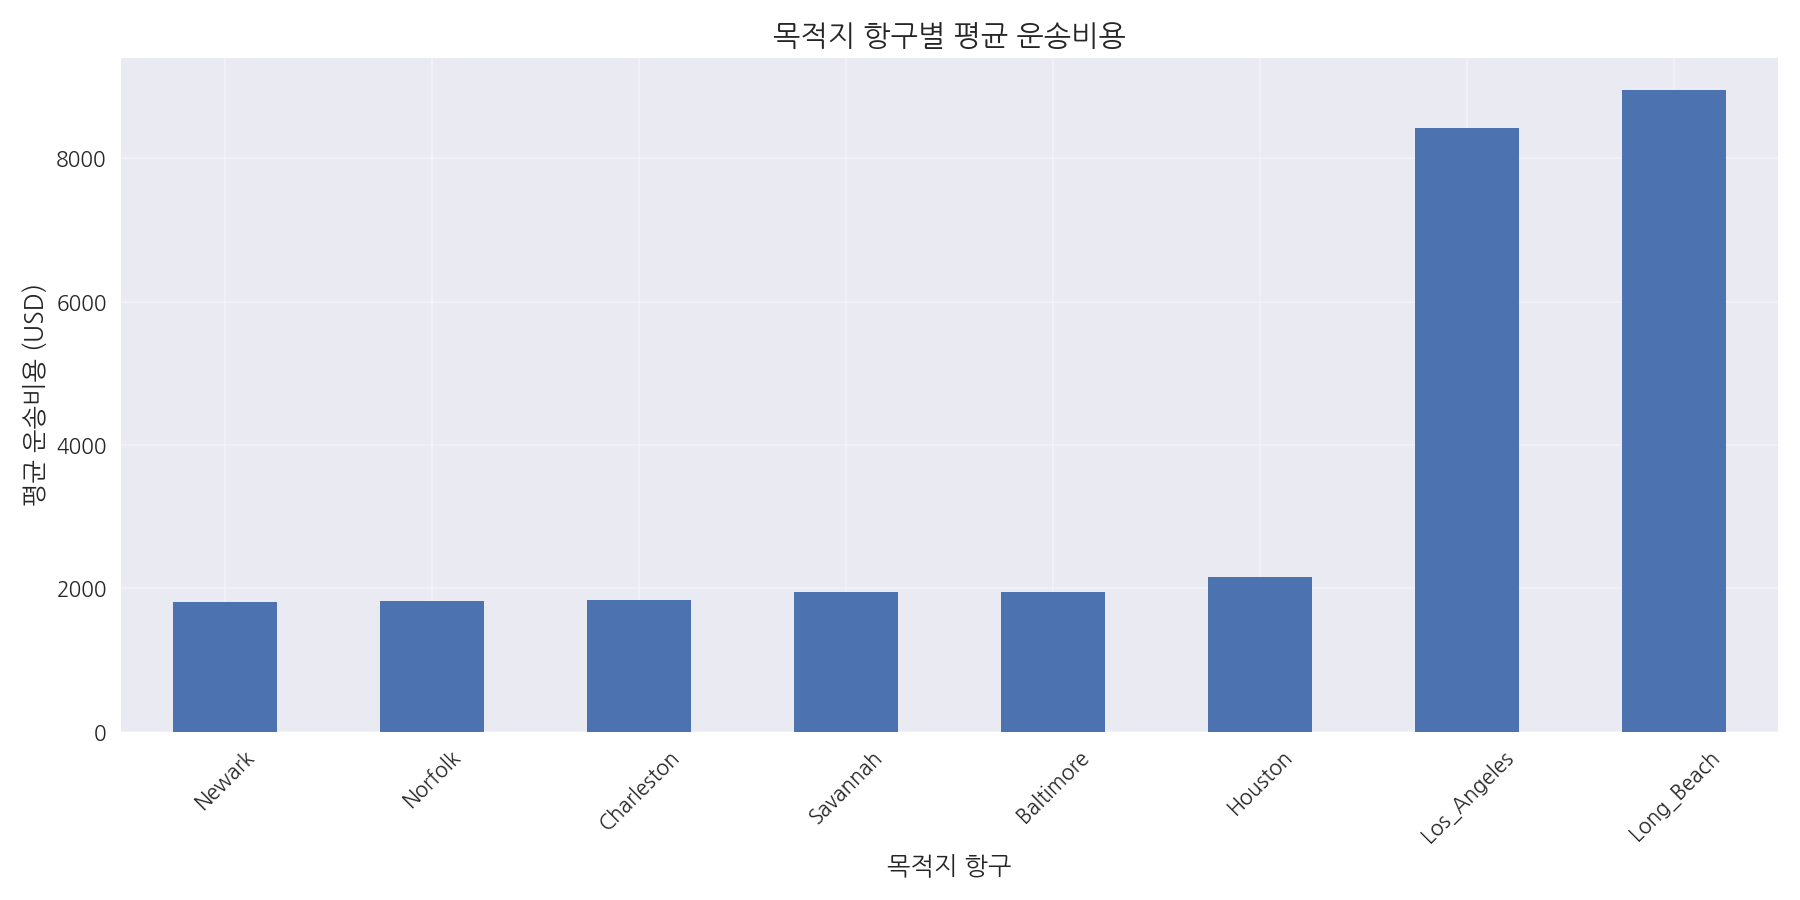 목적지 항구별 평균 운송비용
평균 운송비용 (USD)
8000
6000
4000
2000
0
Newark
Norfolk
Charleston
Savannah
Baltimore
Houston
Los_Angeles
Long_Beach
목적지 항구